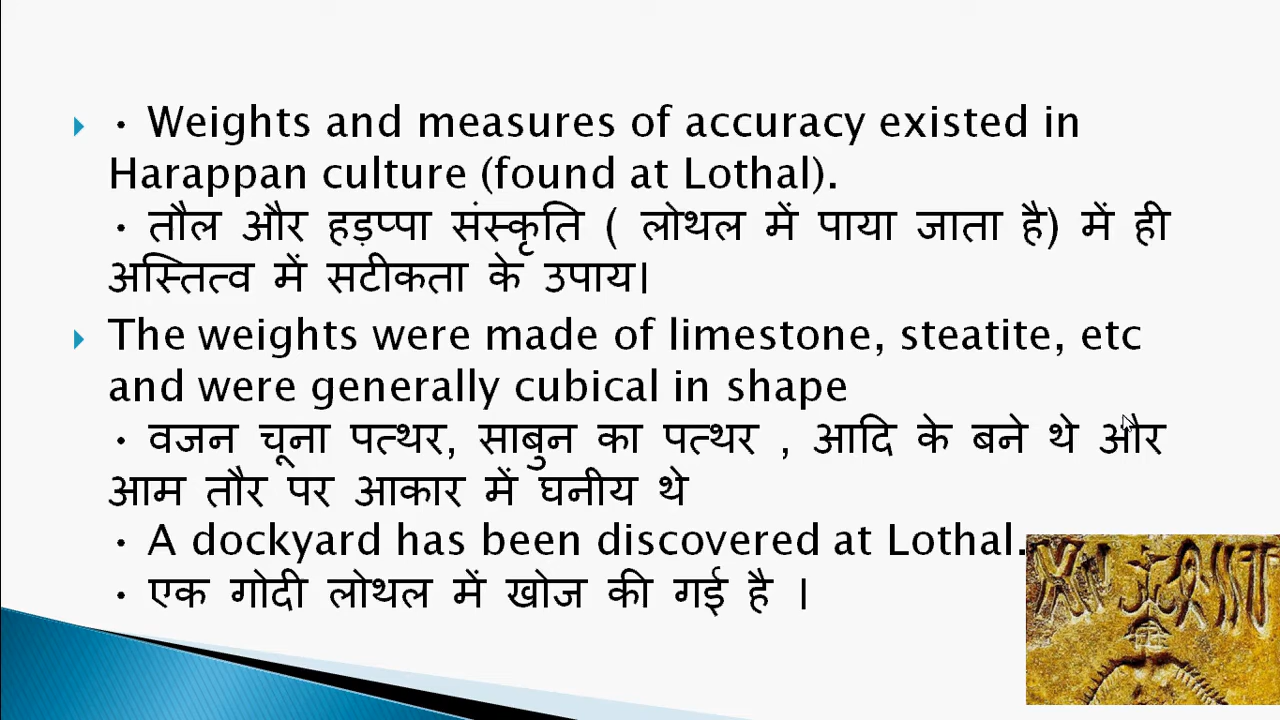 • Weights and measures of accuracy existed in
Harappan culture (found at Lothal).
• तौल और हड़प्पा संस्कृति ( लोथल में पाया जाता है) में ही
अस्तित्व में सटीकता के उपाय।
The weights were made of limestone, steatite, etc
and were generally cubical in shape
• वजन चूना पत्थर, साबुन का पत्थर , आदि के बने थे और
आम तौर पर आकार में घनीय थे
• A dockyard has been discovered at Lothal.
• एक गोदी लोथल में खोज की गई है ।